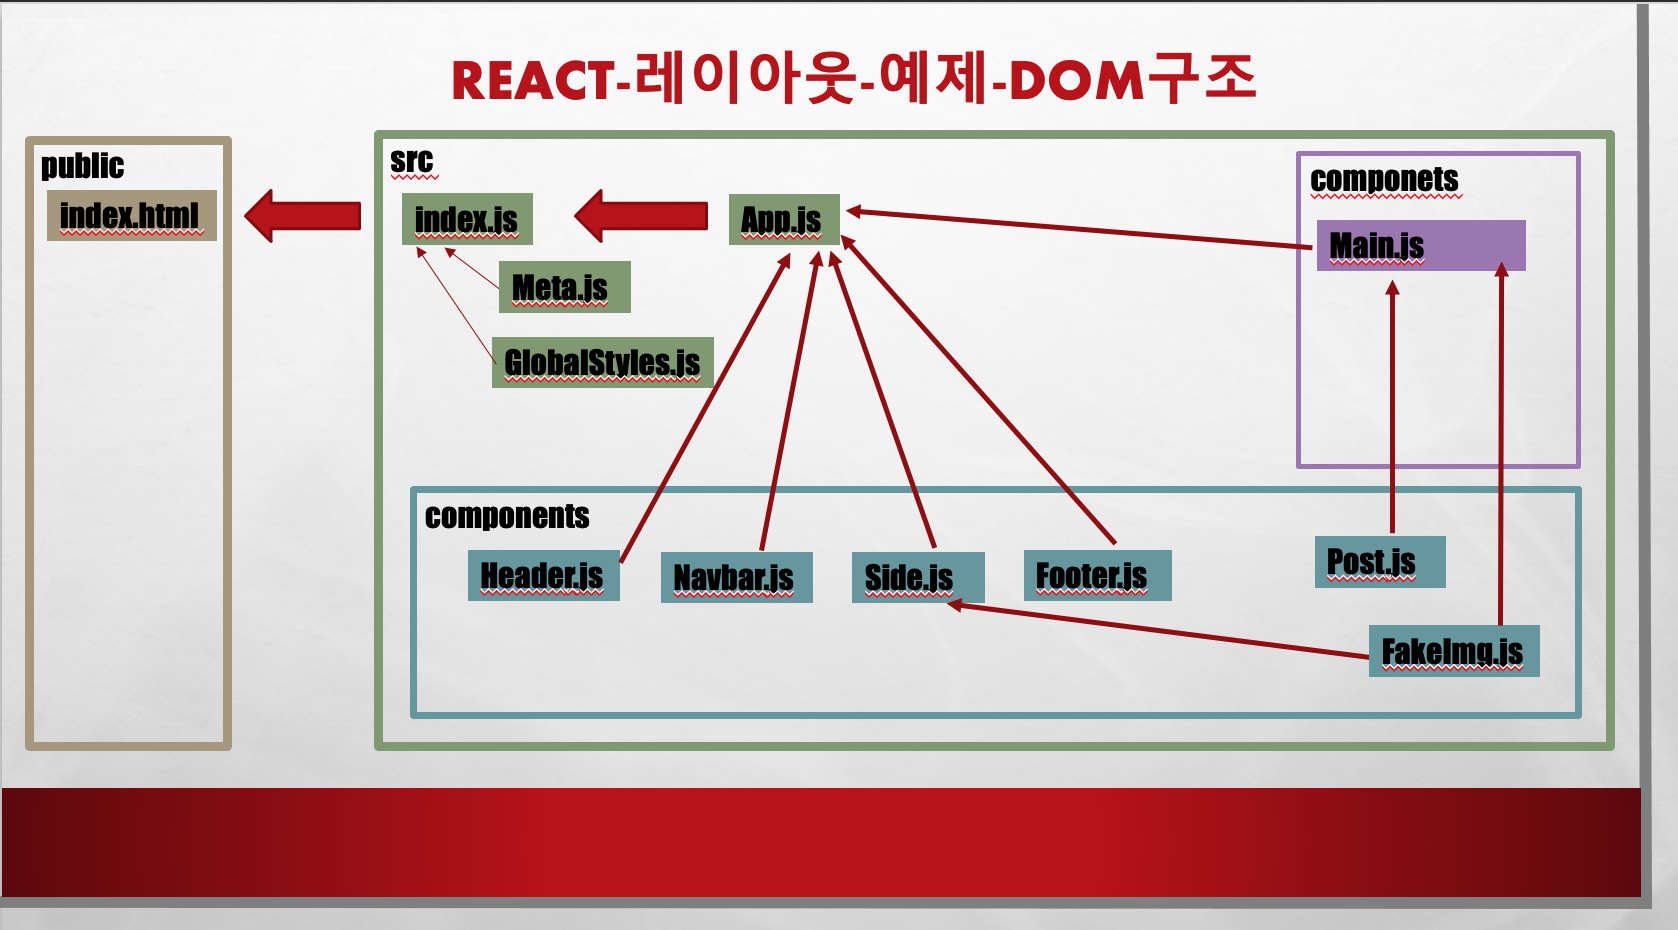 REACT-레이아웃-예제-DOM구조
public
index.html
src
index.js
App.js
Meta.js
GlobalStyles.js
componets
Main.js
components
Header.js
Navbar.js
Side.js
Footer.js
Post.js
FakeImg.js